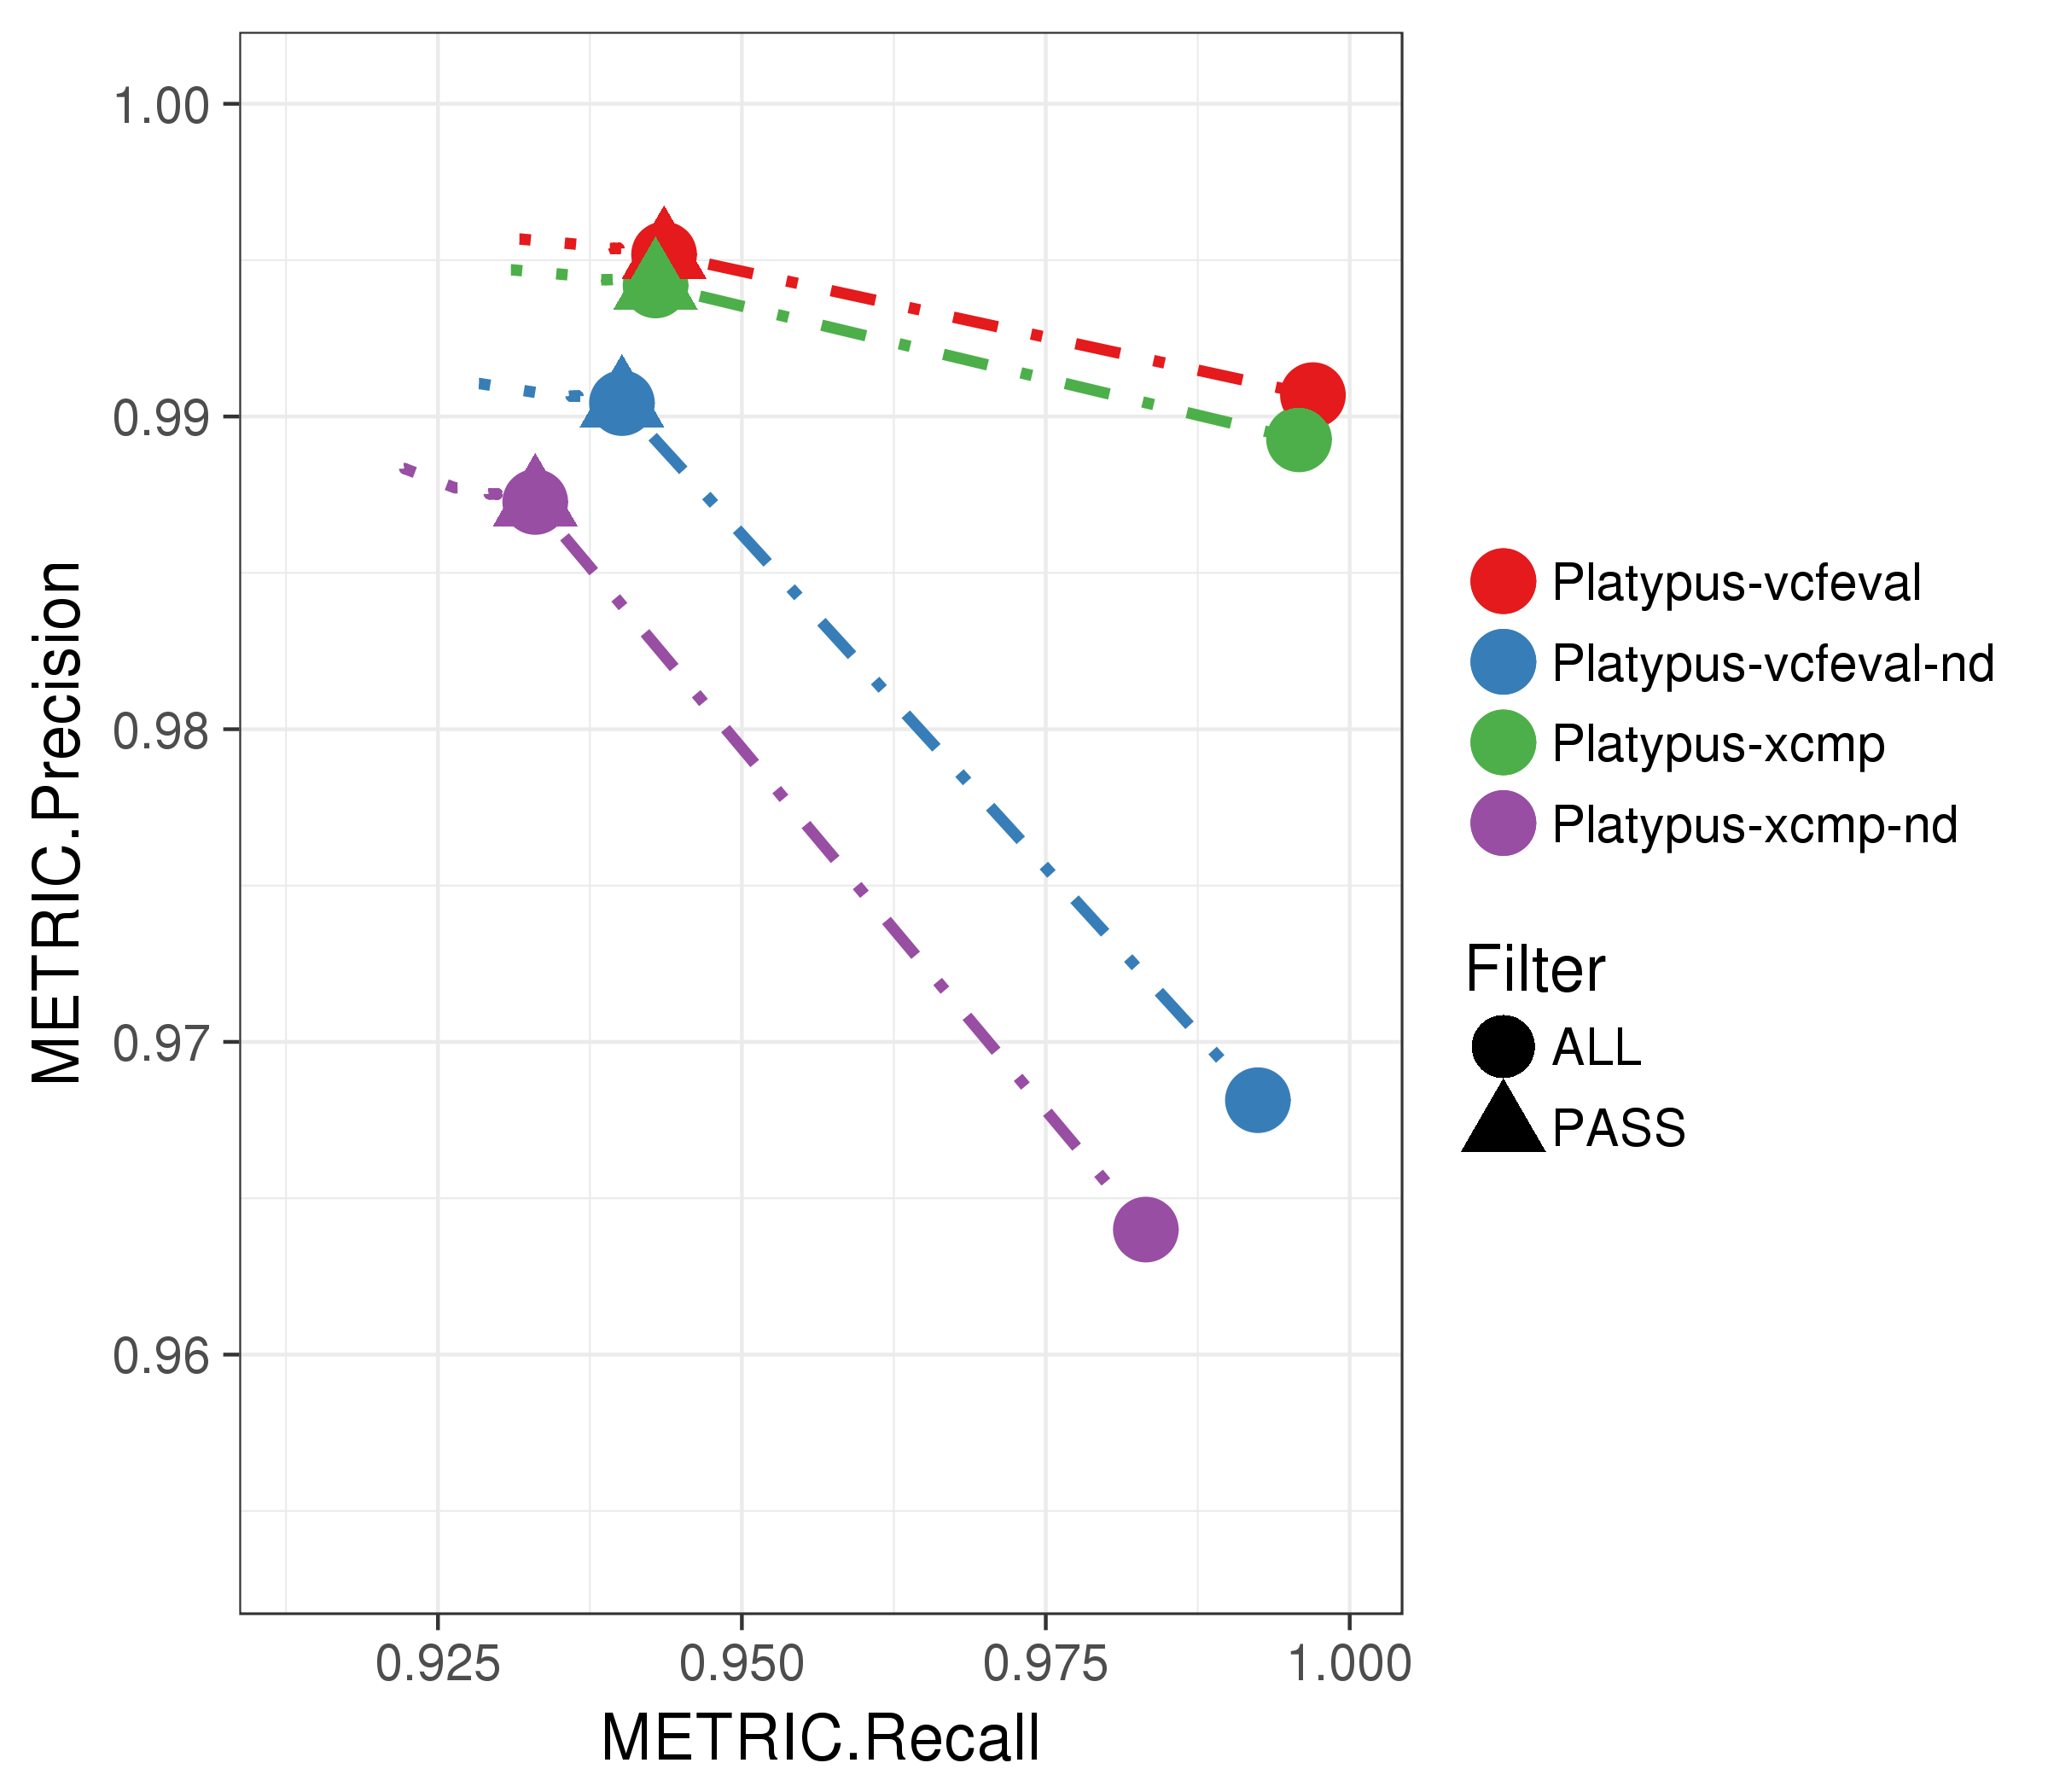 METRIC.Precision
1.00
0.99
0.98
0.97
0.96
0.925 0.950 0.975 1.000
METRIC.Recall
Platypus-vcfeval
Platypus-vcfeval-nd
Platypus-xcmp
Platypus-xcmp-nd
Filter
ALL
PASS